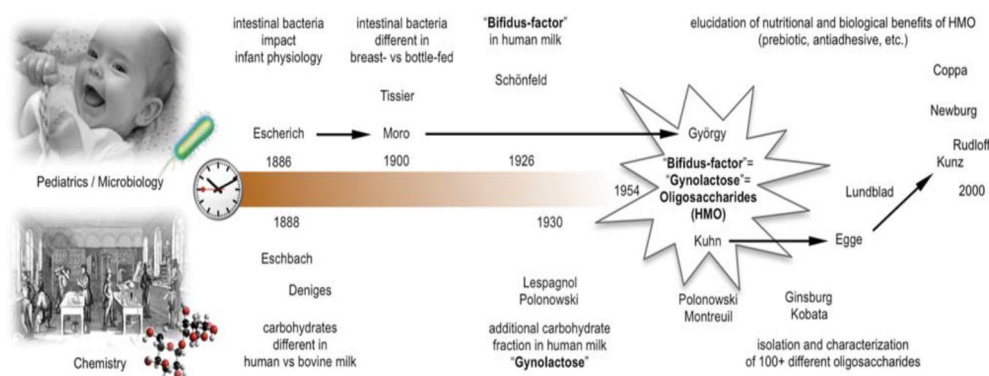 intestinal bacteria
impact
infant physiology
intestinal bacteria
different in
breast- vs bottle-fed
"Bifidus-factor"
in human milk
elucidation of nutritional and biological benefits of HMO
(prebiotic, antiadhesive, etc.)
Schönfeld
Coppa
Tissier
Newburg
Escherich
Moro
György
Rudloff
Kunz
1886
1900
1926
"Bifidus-factor"=
"Gynolactose"=
Oligosaccharides
(HMO)
Pediatrics / Microbiology
1954
Lundblad
2000
1888
1930
Kuhn
Egge
Eschbach
Deniges
Lespagnol
Polonowski
Polonowski
Montreuil
Ginsburg
Kobata
carbohydrates
different in
human vs bovine milk
additional carbohydrate
fraction in human milk
"Gynolactose"
isolation and characterization
of 100+ different oligosaccharides
Chemistry